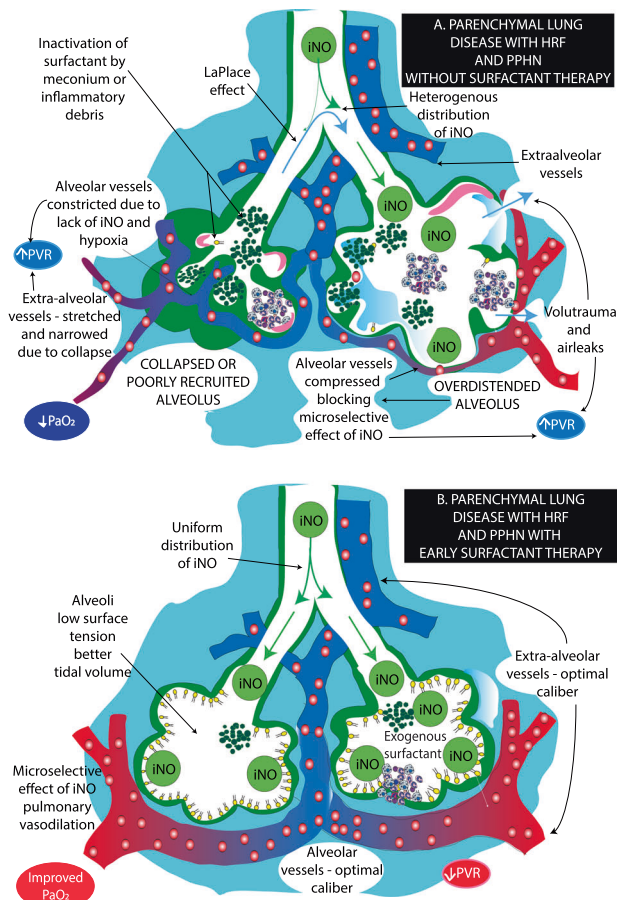 A. PARENCHYMAL LUNG
DISEASE WITH HRF
AND PPHN
WITHOUT SURFACTANT THERAPY
Inactivation of
surfactant by
meconium or
inflammatory
debris
LaPlace
effect
iNO
Heterogenous
distribution
of iNO
Extraalveolar
vessels
Alveolar vessels
constricted due to
lack of iNO and
hypoxia
↑PVR
Extra-alveolar
vessels - stretched
and narrowed
due to collapse
↓PaO₂
COLLAPSED OR
POORLY RECRUITED
ALVEOLUS
iNO
iNO
iNO
Alveolar vessels
compressed
blocking
microselective
effect of iNO
OVERDISTENDED
ALVEOLUS
Volutrauma
and
airleaks
↑PVR
B. PARENCHYMAL LUNG
DISEASE WITH HRF
AND PPHN WITH
EARLY SURFACTANT THERAPY
iNO
Uniform
distribution
of iNO
Alveoli
low surface
tension
better
tidal volume
Extra-alveolar
vessels - optimal
caliber
iNO
iNO
iNO
iNO
iNO
iNO
Exogenous
surfactant
Microselective
effect of iNO
pulmonary
vasodilation
Improved
PaO₂
Alveolar
vessels - optimal
caliber
↓PVR